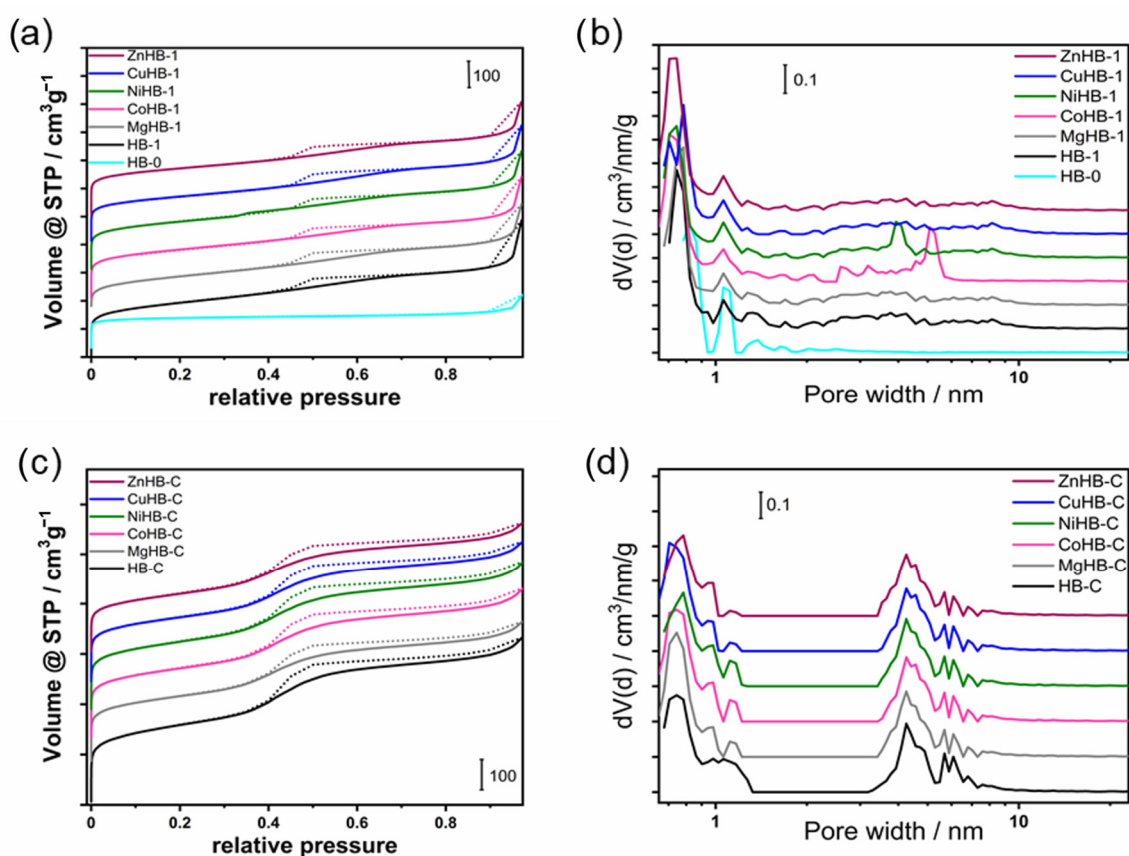 (a)
Volume @ STP / cm³g⁻¹
ZnHB-1
CuHB-1
NiHB-1
CoHB-1
MgHB-1
HB-1
HB-0
100
0
0.2
0.4
0.6
0.8
relative pressure
(b)
dV(d) / cm³/nm/g
0.1
ZnHB-1
CuHB-1
NiHB-1
CoHB-1
MgHB-1
HB-1
HB-0
1
10
Pore width / nm
(c)
Volume @ STP / cm³g⁻¹
ZnHB-C
CuHB-C
NiHB-C
CoHB-C
MgHB-C
HB-C
100
0
0.2
0.4
0.6
0.8
relative pressure
(d)
dV(d) / cm³/nm/g
0.1
ZnHB-C
CuHB-C
NiHB-C
CoHB-C
MgHB-C
HB-C
1
10
Pore width / nm